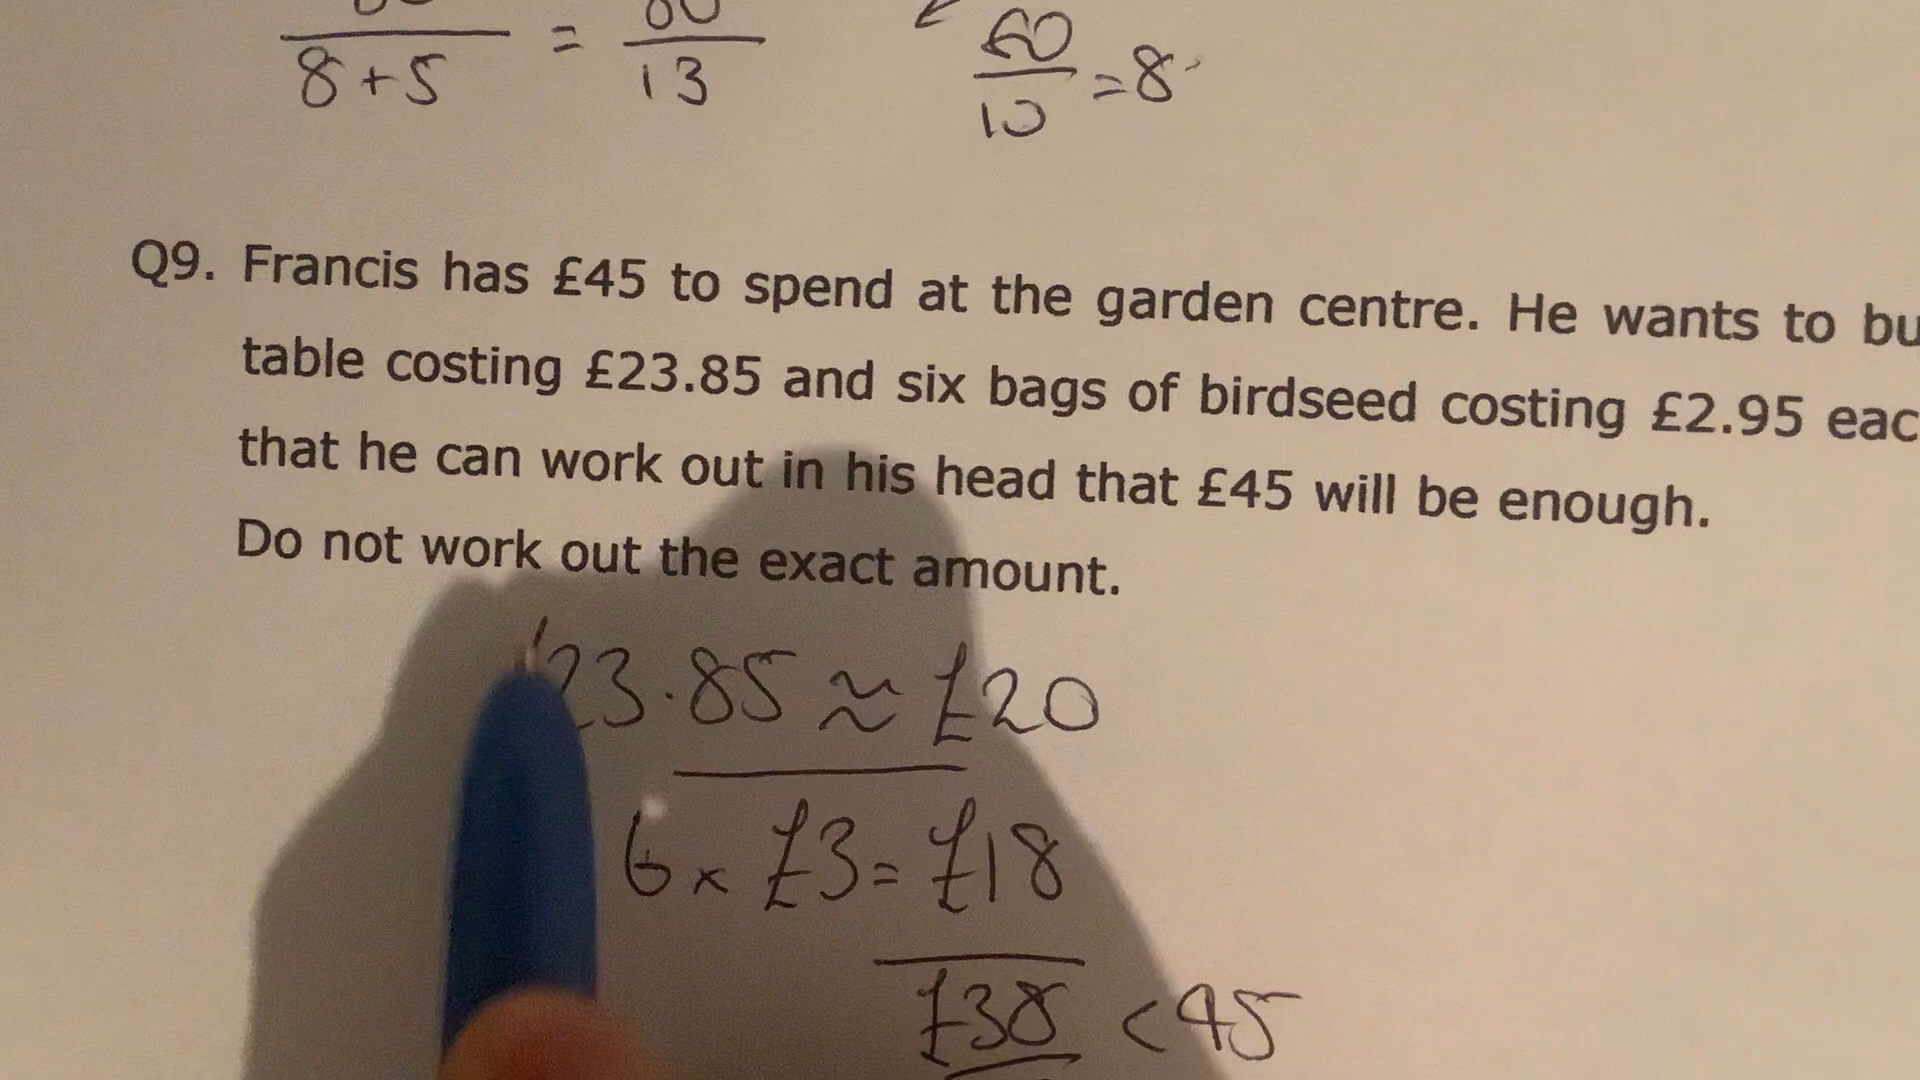 8+5 = 13
60
10 =8
Q9. Francis has £45 to spend at the garden centre. He wants to bu
table costing £23.85 and six bags of birdseed costing £2.95 eac
that he can work out in his head that £45 will be enough.
Do not work out the exact amount.
23.85 ≈ £20
6 x £3 = £18
£38 < 45